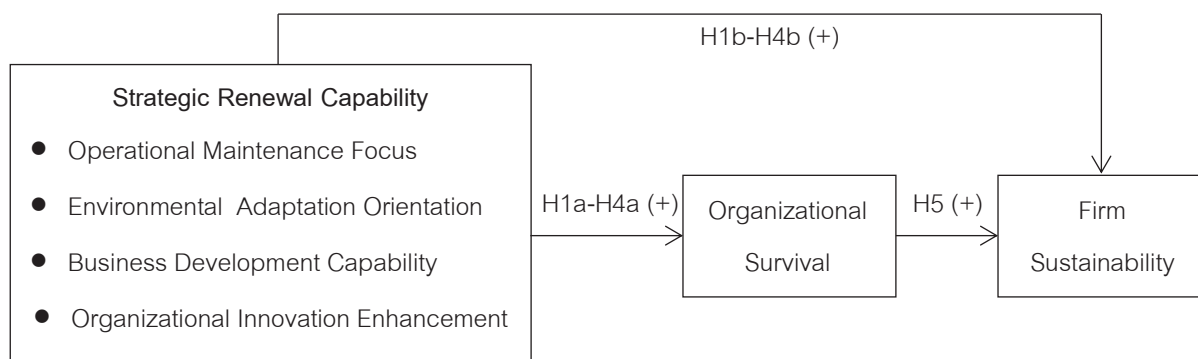 H1b-H4b (+)
Strategic Renewal Capability
● Operational Maintenance Focus
● Environmental Adaptation Orientation
● Business Development Capability
● Organizational Innovation Enhancement
H1a-H4a (+)
Organizational
Survival
H5 (+)
Firm
Sustainability